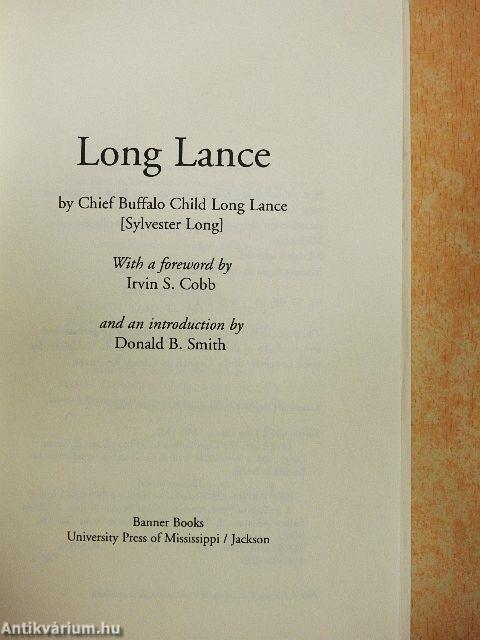 Long Lance
by Chief Buffalo Child Long Lance
[Sylvester Long]
With a foreword by
Irvin S. Cobb
and an introduction by
Donald B. Smith
Banner Books
University Press of Mississippi / Jackson
Antikvárium.hu